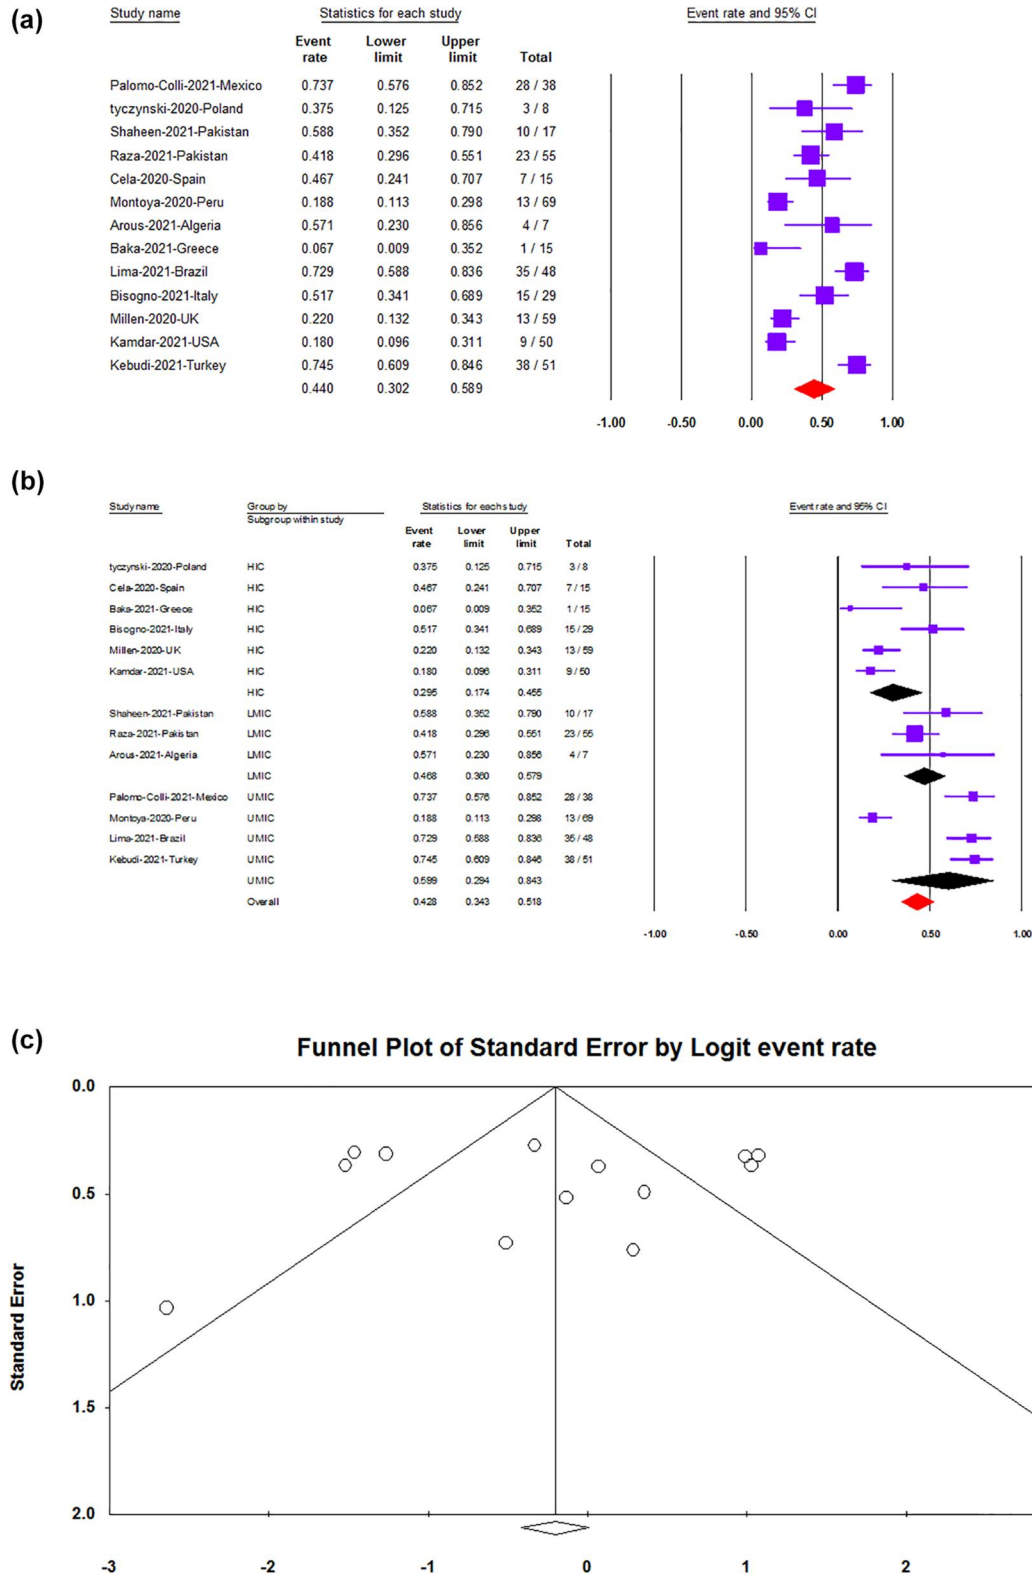 (a)
Study name Statistics for each study Event rate and 95% CI
Event Lower Upper
rate limit limit Total
Palomo-Colli-2021-Mexico 0.737 0.576 0.852 28 / 38
tyczynski-2020-Poland 0.375 0.125 0.715 3 / 8
Shaheen-2021-Pakistan 0.588 0.352 0.790 10 / 17
Raza-2021-Pakistan 0.418 0.296 0.551 23 / 55
Cela-2020-Spain 0.467 0.241 0.707 7 / 15
Montoya-2020-Peru 0.188 0.113 0.298 13 / 69
Arous-2021-Algeria 0.571 0.230 0.856 4 / 7
Baka-2021-Greece 0.067 0.009 0.352 1 / 15
Lima-2021-Brazil 0.729 0.588 0.836 35 / 48
Bisogno-2021-Italy 0.517 0.341 0.689 15 / 29
Millen-2020-UK 0.220 0.132 0.343 13 / 59
Kamdar-2021-USA 0.180 0.096 0.311 9 / 50
Kebudi-2021-Turkey 0.745 0.609 0.846 38 / 51
0.440 0.302 0.589
-1.00 -0.50 0.00 0.50 1.00
(b)
Study name Group by Statistics for each study Event rate and 95% CI
Subgroup within study
Event Lower Upper
rate limit limit Total
tyczynski-2020-Poland HIC 0.375 0.125 0.715 3 / 8
Cela-2020-Spain HIC 0.467 0.241 0.707 7 / 15
Baka-2021-Greece HIC 0.067 0.009 0.352 1 / 15
Bisogno-2021-Italy HIC 0.517 0.341 0.689 15 / 29
Millen-2020-UK HIC 0.220 0.132 0.343 13 / 59
Kamdar-2021-USA HIC 0.180 0.096 0.311 9 / 50
HIC 0.295 0.174 0.455
Shaheen-2021-Pakistan LMIC 0.588 0.352 0.790 10 / 17
Raza-2021-Pakistan LMIC 0.418 0.296 0.551 23 / 55
Arous-2021-Algeria LMIC 0.571 0.230 0.856 4 / 7
LMIC 0.468 0.360 0.579
Palomo-Colli-2021-Mexico UMIC 0.737 0.576 0.852 28 / 38
Montoya-2020-Peru UMIC 0.188 0.113 0.298 13 / 69
Lima-2021-Brazil UMIC 0.729 0.588 0.836 35 / 48
Kebudi-2021-Turkey UMIC 0.745 0.609 0.846 38 / 51
UMIC 0.599 0.294 0.843
Overall 0.428 0.343 0.518
-1.00 -0.50 0.00 0.50 1.00
(c)
Funnel Plot of Standard Error by Logit event rate
0.0
0.5
1.0
1.5
2.0
Standard Error
-3 -2 -1 0 1 2